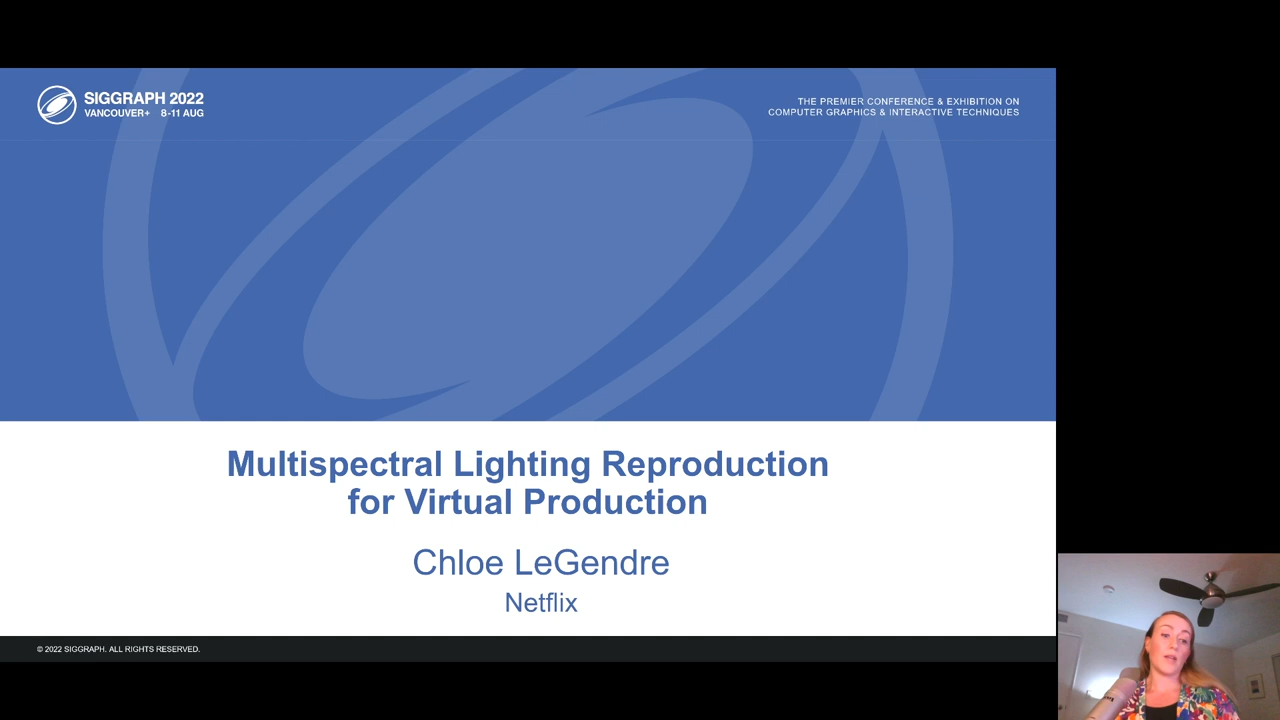 SIGGRAPH 2022
VANCOUVER+ 8-11 AUG
THE PREMIER CONFERENCE & EXHIBITION ON
COMPUTER GRAPHICS & INTERACTIVE TECHNIQUES
Multispectral Lighting Reproduction
for Virtual Production
Chloe LeGendre
Netflix
© 2022 SIGGRAPH. ALL RIGHTS RESERVED.